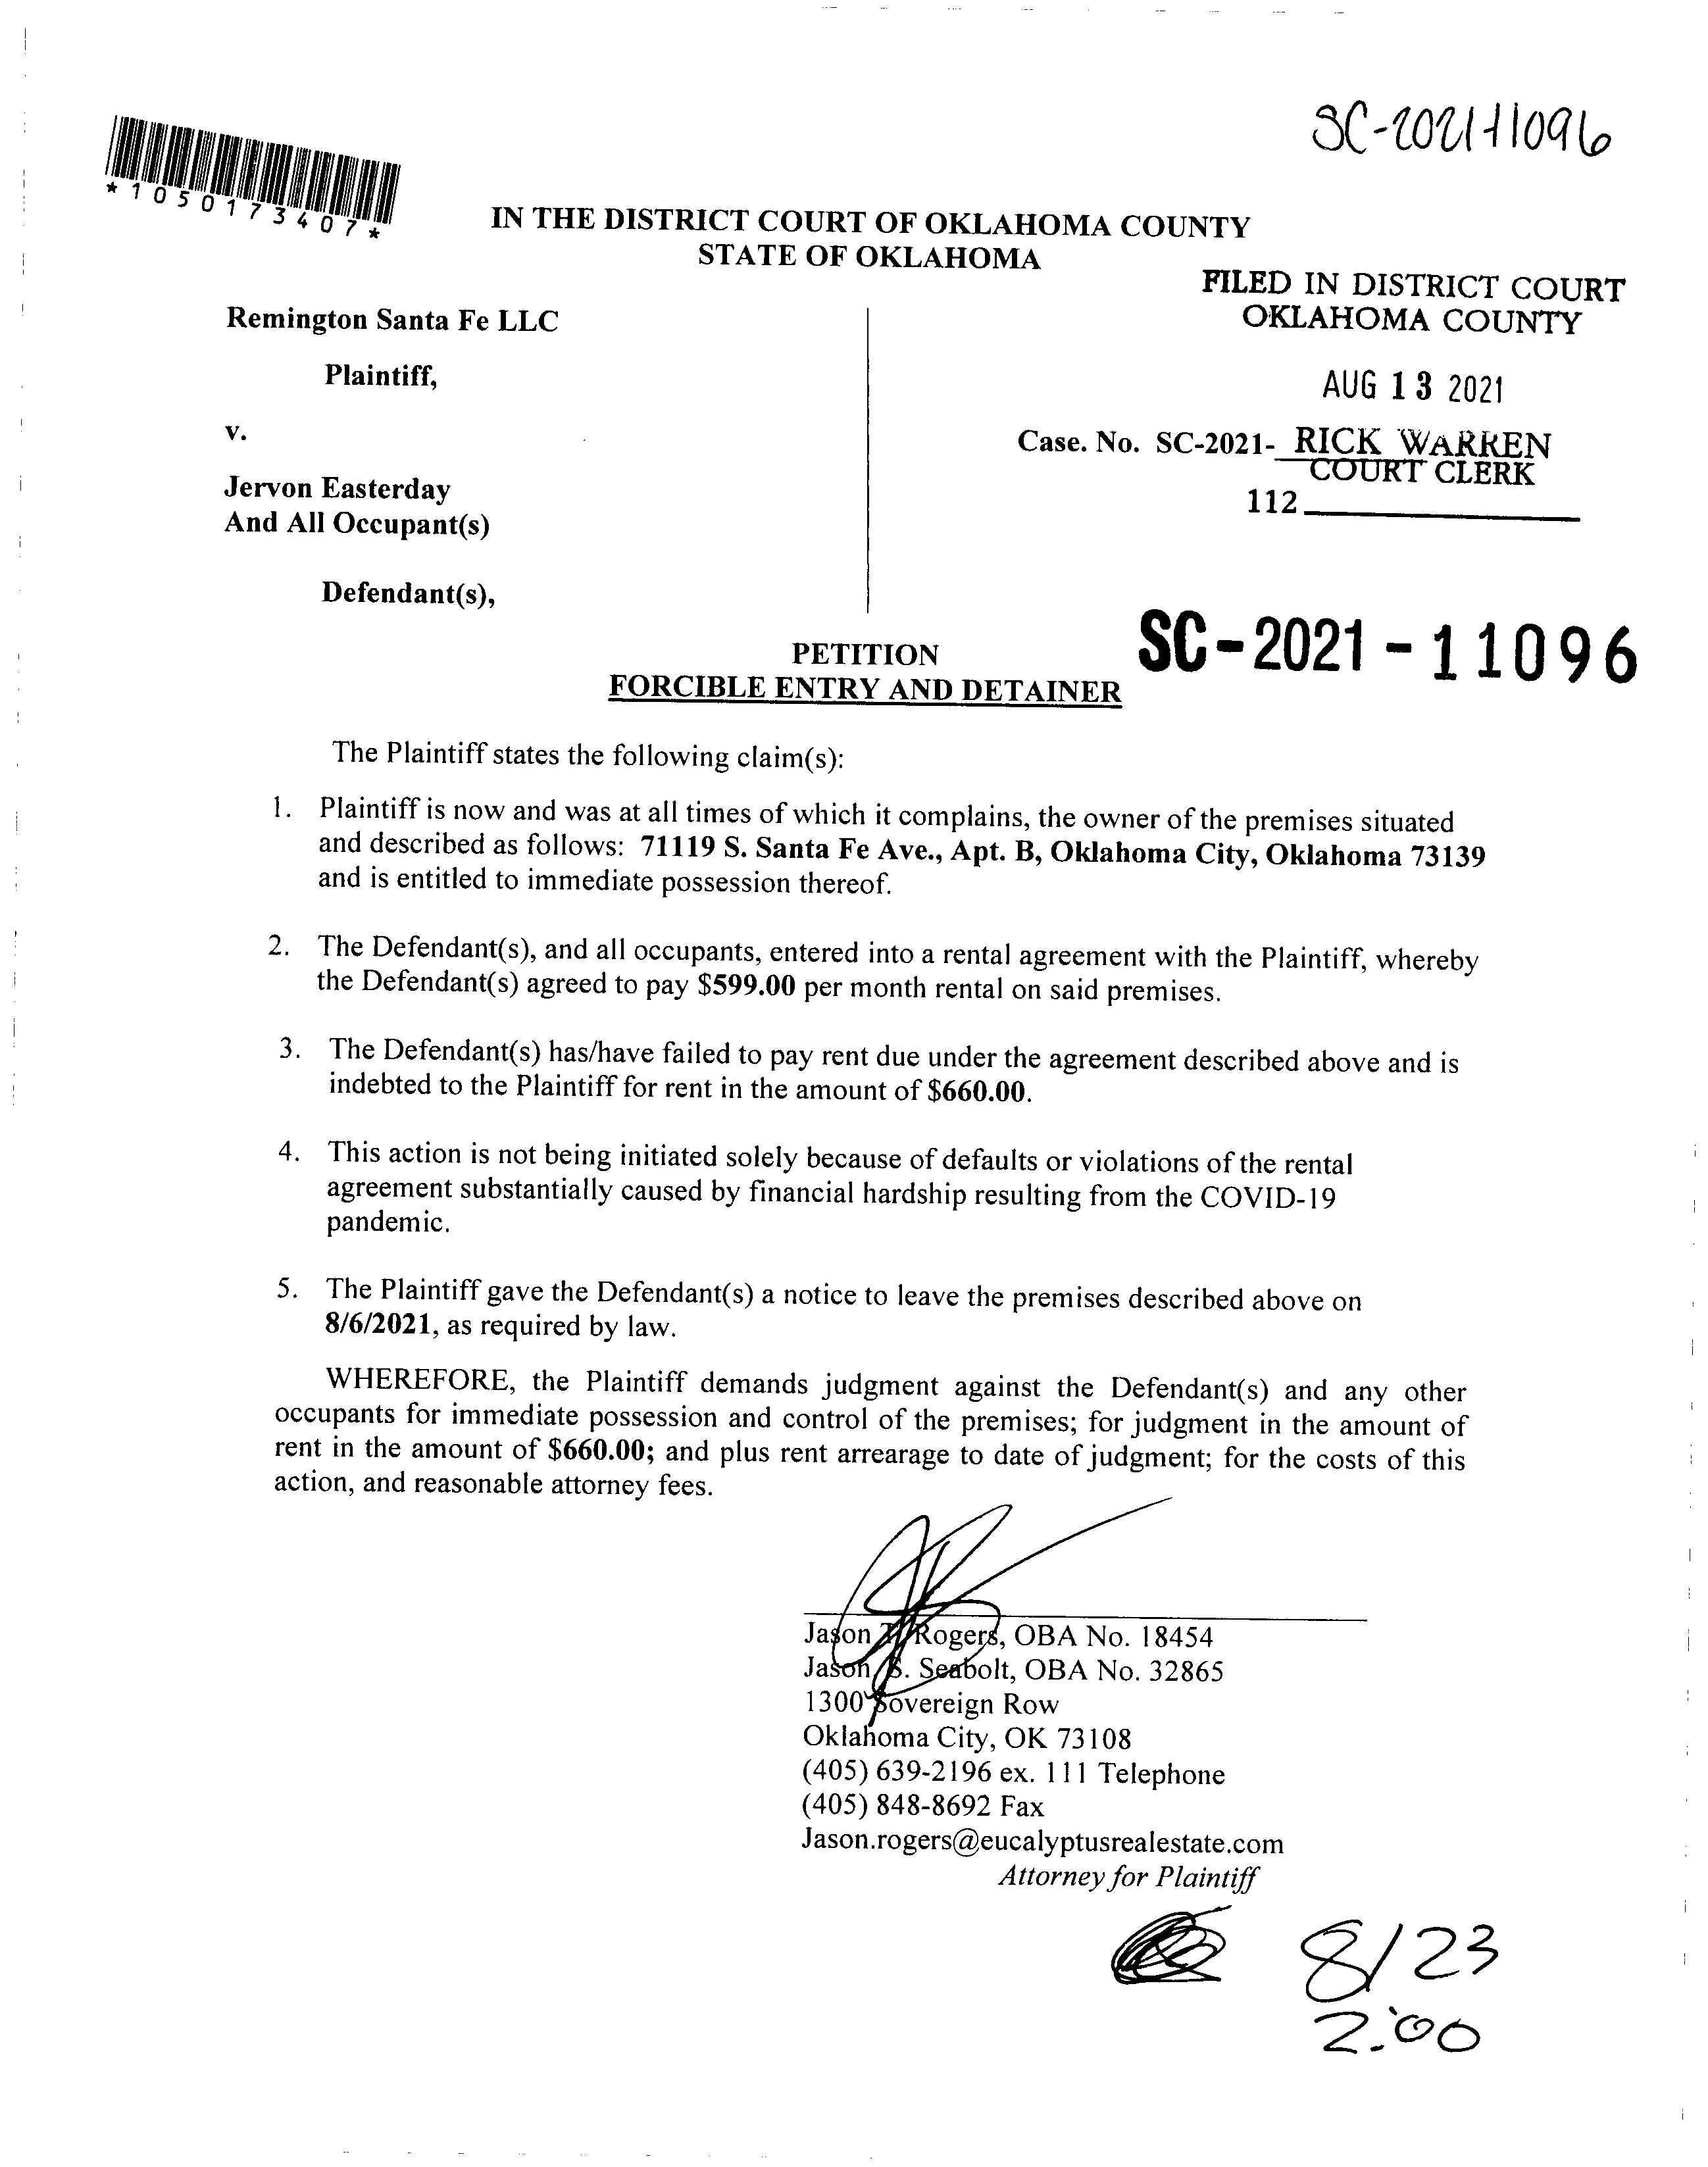 SC-2021-11096
*1050173407*
IN THE DISTRICT COURT OF OKLAHOMA COUNTY
STATE OF OKLAHOMA
FILED IN DISTRICT COURT
OKLAHOMA COUNTY
Remington Santa Fe LLC
Plaintiff,
AUG 13 2021
v.
Case. No. SC-2021- RICK WARREN
COURT CLERK
Jervon Easterday
112
And All Occupant(s)
Defendant(s),
SC-2021-11096
PETITION
FORCIBLE ENTRY AND DETAINER
The Plaintiff states the following claim(s):
1. Plaintiff is now and was at all times of which it complains, the owner of the premises situated
and described as follows: 71119 S. Santa Fe Ave., Apt. B, Oklahoma City, Oklahoma 73139
and is entitled to immediate possession thereof.
2. The Defendant(s), and all occupants, entered into a rental agreement with the Plaintiff, whereby
the Defendant(s) agreed to pay $599.00 per month rental on said premises.
3. The Defendant(s) has/have failed to pay rent due under the agreement described above and is
indebted to the Plaintiff for rent in the amount of $660.00.
4. This action is not being initiated solely because of defaults or violations of the rental
agreement substantially caused by financial hardship resulting from the COVID-19
pandemic.
5. The Plaintiff gave the Defendant(s) a notice to leave the premises described above on
8/6/2021, as required by law.
WHEREFORE, the Plaintiff demands judgment against the Defendant(s) and any other
occupants for immediate possession and control of the premises; for judgment in the amount of
rent in the amount of $660.00; and plus rent arrearage to date of judgment; for the costs of this
action, and reasonable attorney fees.
Jason Rogers, OBA No. 18454
Jason S. Seabolt, OBA No. 32865
1300 Sovereign Row
Oklahoma City, OK 73108
(405) 639-2196 ex. 111 Telephone
(405) 848-8692 Fax
Jason.rogers@eucalyptusrealestate.com
Attorney for Plaintiff
8/23
2:00